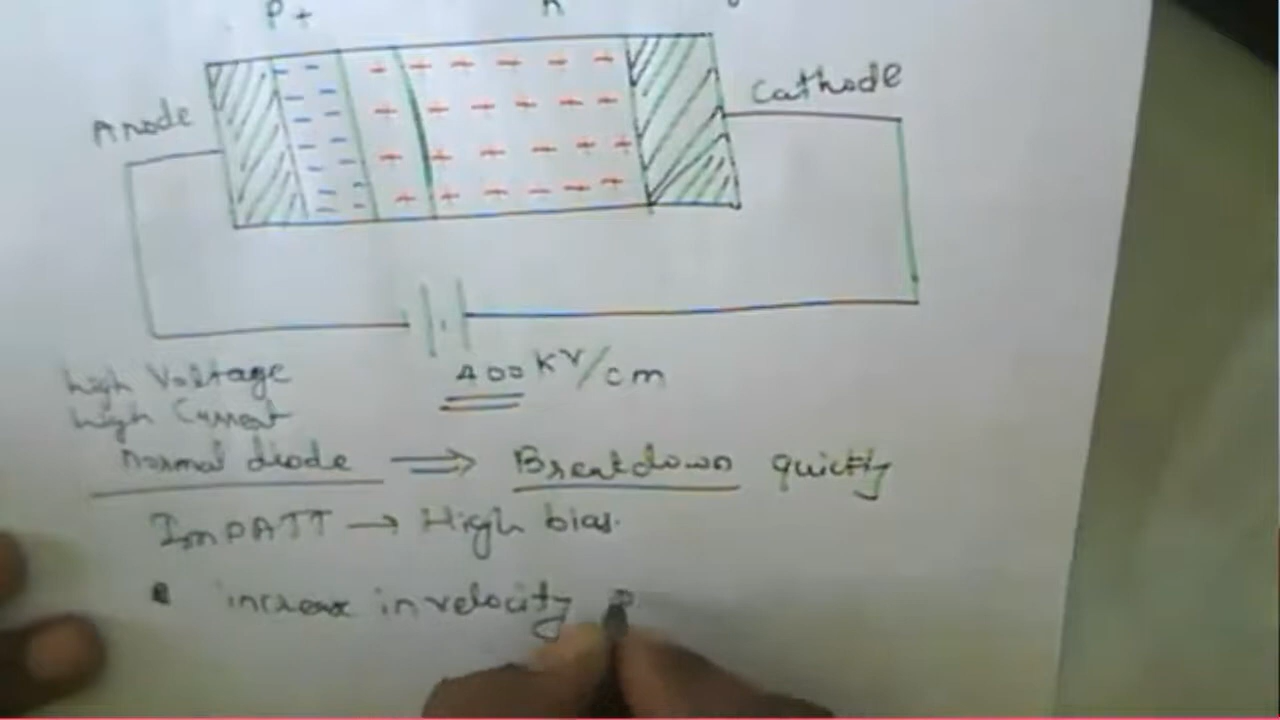 P+ n
Anode
Cathode
400 KV/cm
high Voltage
high Current
normal diode ⇒ Breakdown quickly
ImPATT → High bias.
increase in velocity